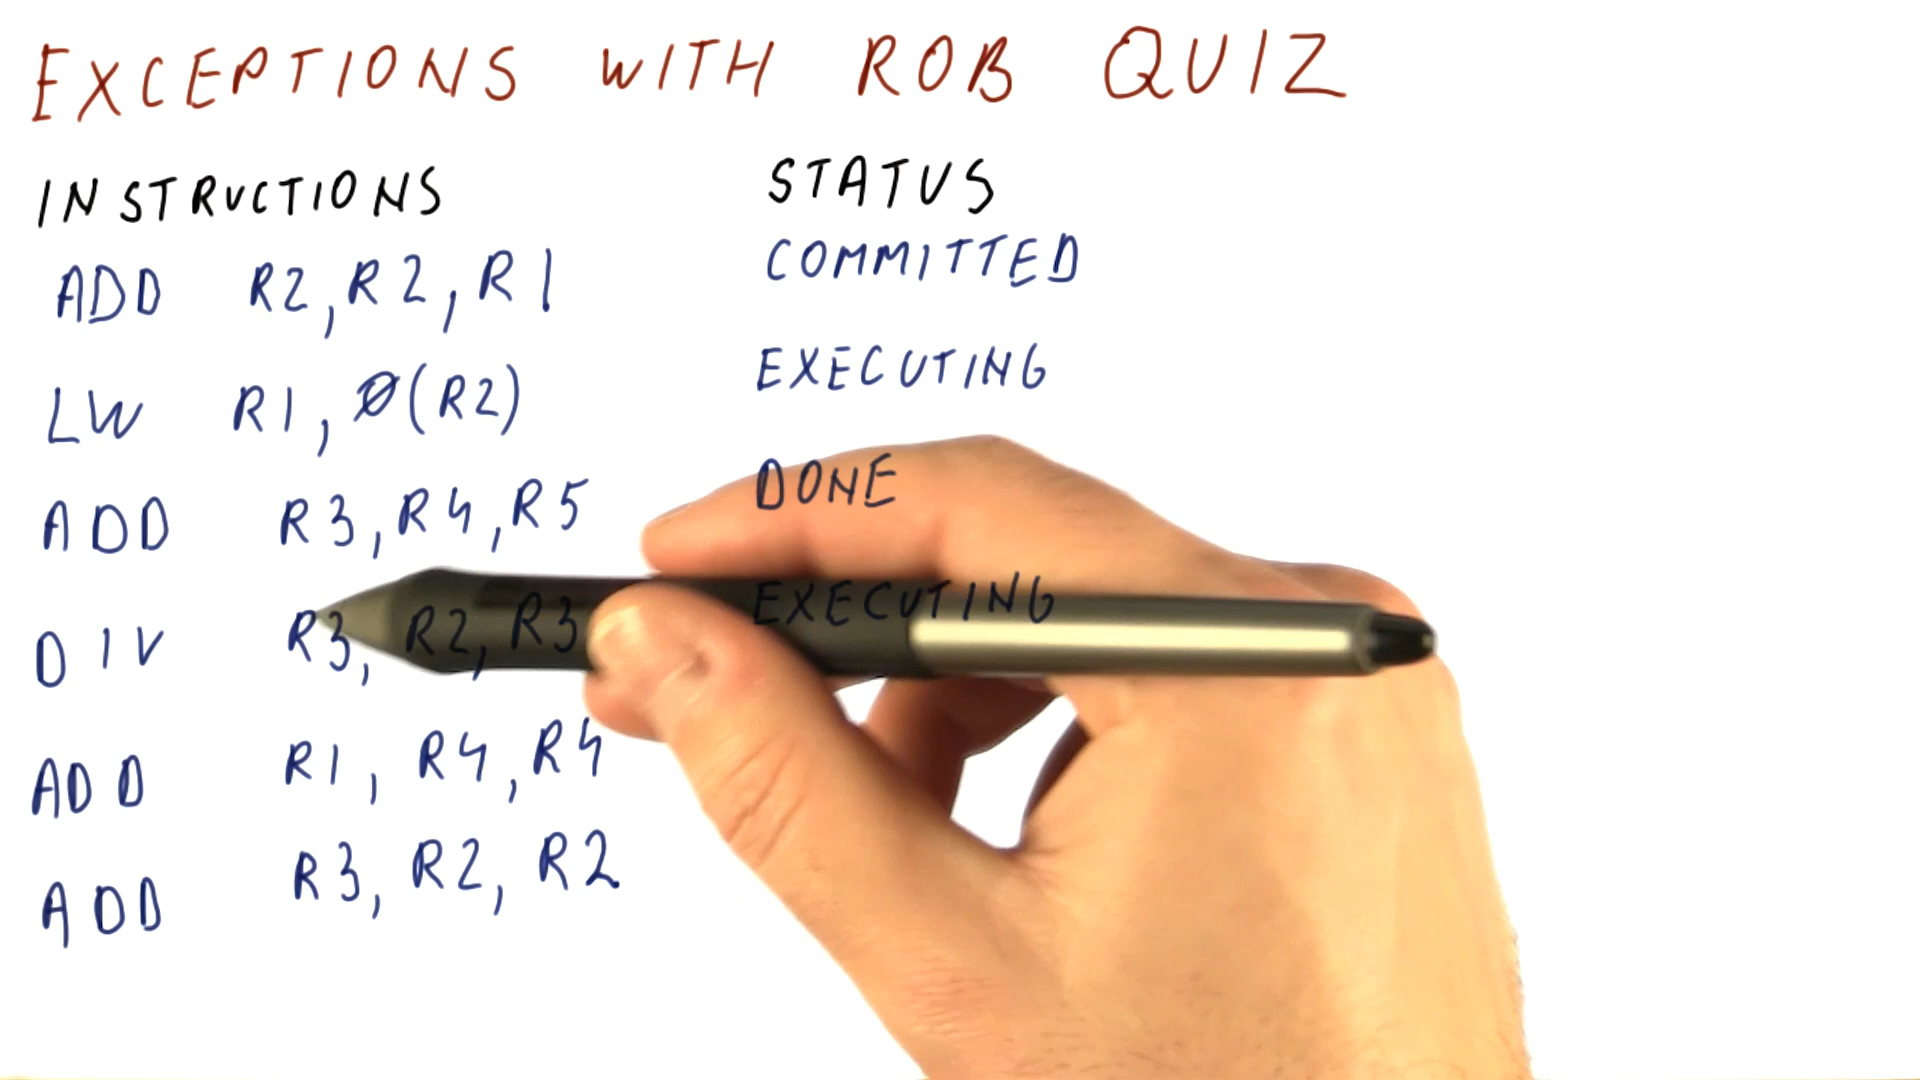 EXCEPTIONS WITH ROB QUIZ
INSTRUCTIONS STATUS
ADD R2, R2, R1 COMMITTED
LW R1, 0(R2) EXECUTING
ADD R3, R4, R5 DONE
DIV R3, R2, R3 EXECUTING
ADD R1, R4, R4
ADD R3, R2, R2